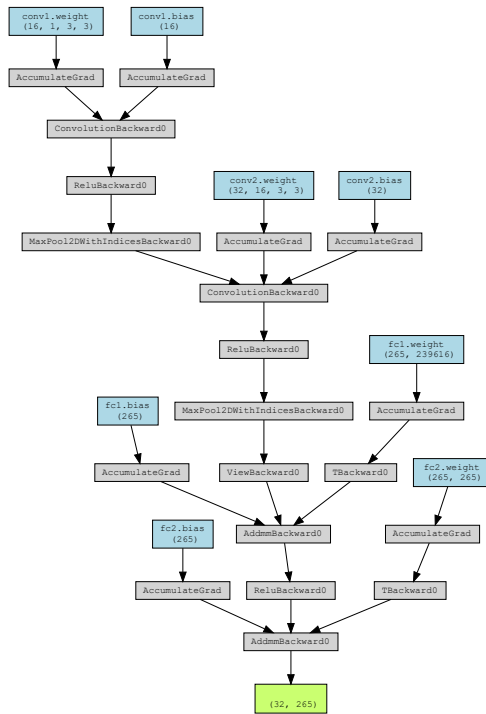 conv1.weight
(16, 1, 3, 3)
conv1.bias
(16)
AccumulateGrad
AccumulateGrad
ConvolutionBackward0
ReluBackward0
conv2.weight
(32, 16, 3, 3)
conv2.bias
(32)
MaxPool2DWithIndicesBackward0
AccumulateGrad
AccumulateGrad
ConvolutionBackward0
ReluBackward0
fc1.weight
(265, 239616)
fc1.bias
(265)
MaxPool2DWithIndicesBackward0
AccumulateGrad
AccumulateGrad
ViewBackward0
TBackward0
fc2.weight
(265, 265)
fc2.bias
(265)
AddmmBackward0
AccumulateGrad
AccumulateGrad
ReluBackward0
TBackward0
AddmmBackward0
(32, 265)